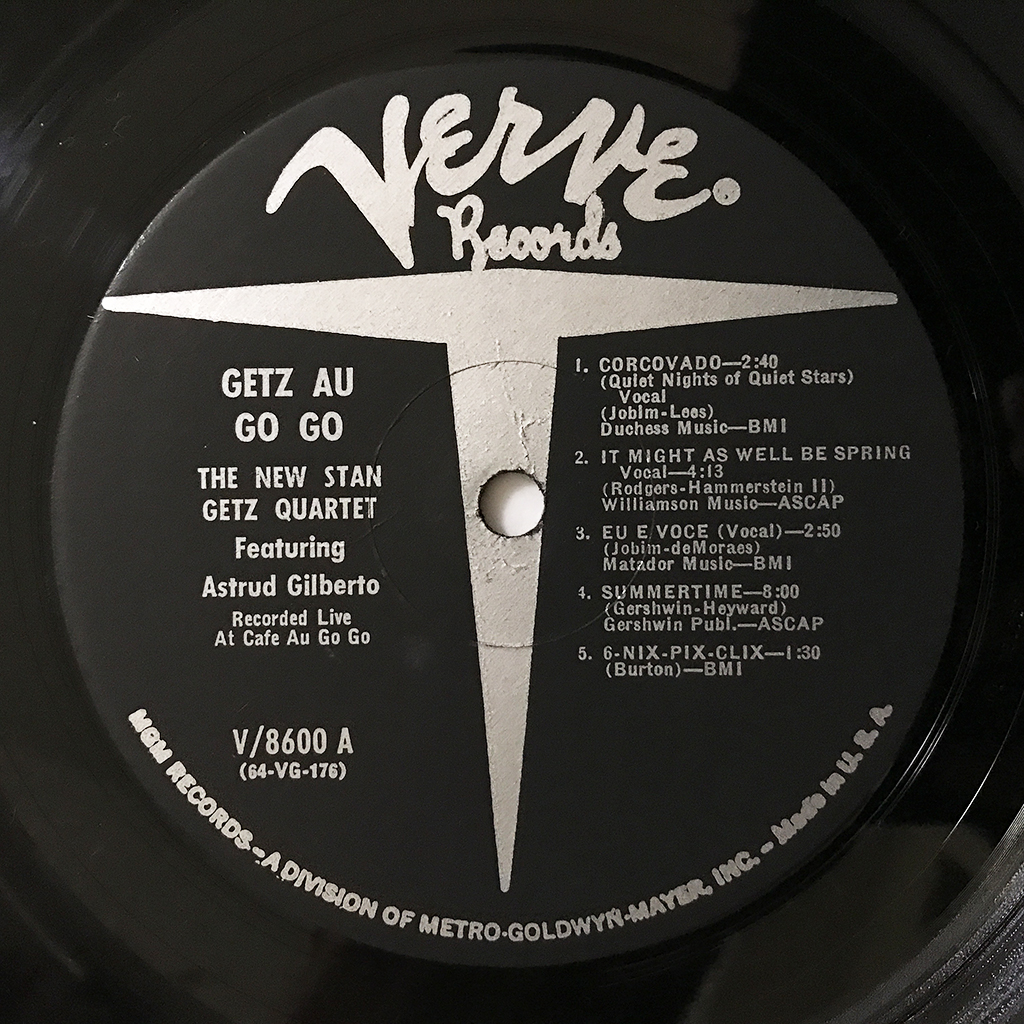 Verve.
Records
GETZ AU
GO GO
THE NEW STAN
GETZ QUARTET
Featuring
Astrud Gilberto
Recorded Live
At Cafe Au Go Go
V/8600 A
(64-VG-176)
1. CORCOVADO—2:40
(Quiet Nights of Quiet Stars)
Vocal
(Jobim-Lees)
Duchess Music—BMI
2. IT MIGHT AS WELL BE SPRING
Vocal—4:13
(Rodgers-Hammerstein II)
Williamson Music—ASCAP
3. EU E VOCE (Vocal)—2:50
(Jobim-deMoraes)
Matador Music—BMI
4. SUMMERTIME—8:00
(Gershwin-Heyward)
Gershwin Publ.—ASCAP
5. 6-NIX-PIX-CLIX—1:30
(Burton)—BMI
MGM RECORDS - A DIVISION OF METRO-GOLDWYN-MAYER, INC. - Made in U. S. A.